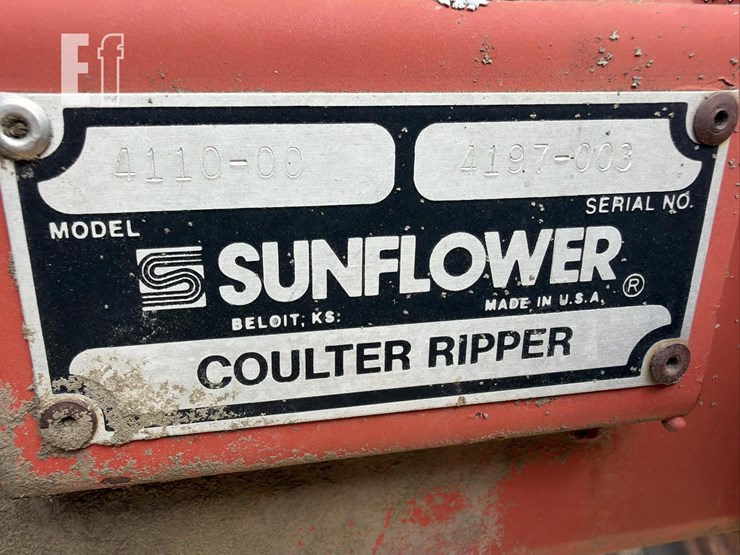 Ef
4110-00 4197-003
MODEL SERIAL NO.
S SUNFLOWER ®
BELOIT, KS. MADE IN U.S.A.
COULTER RIPPER